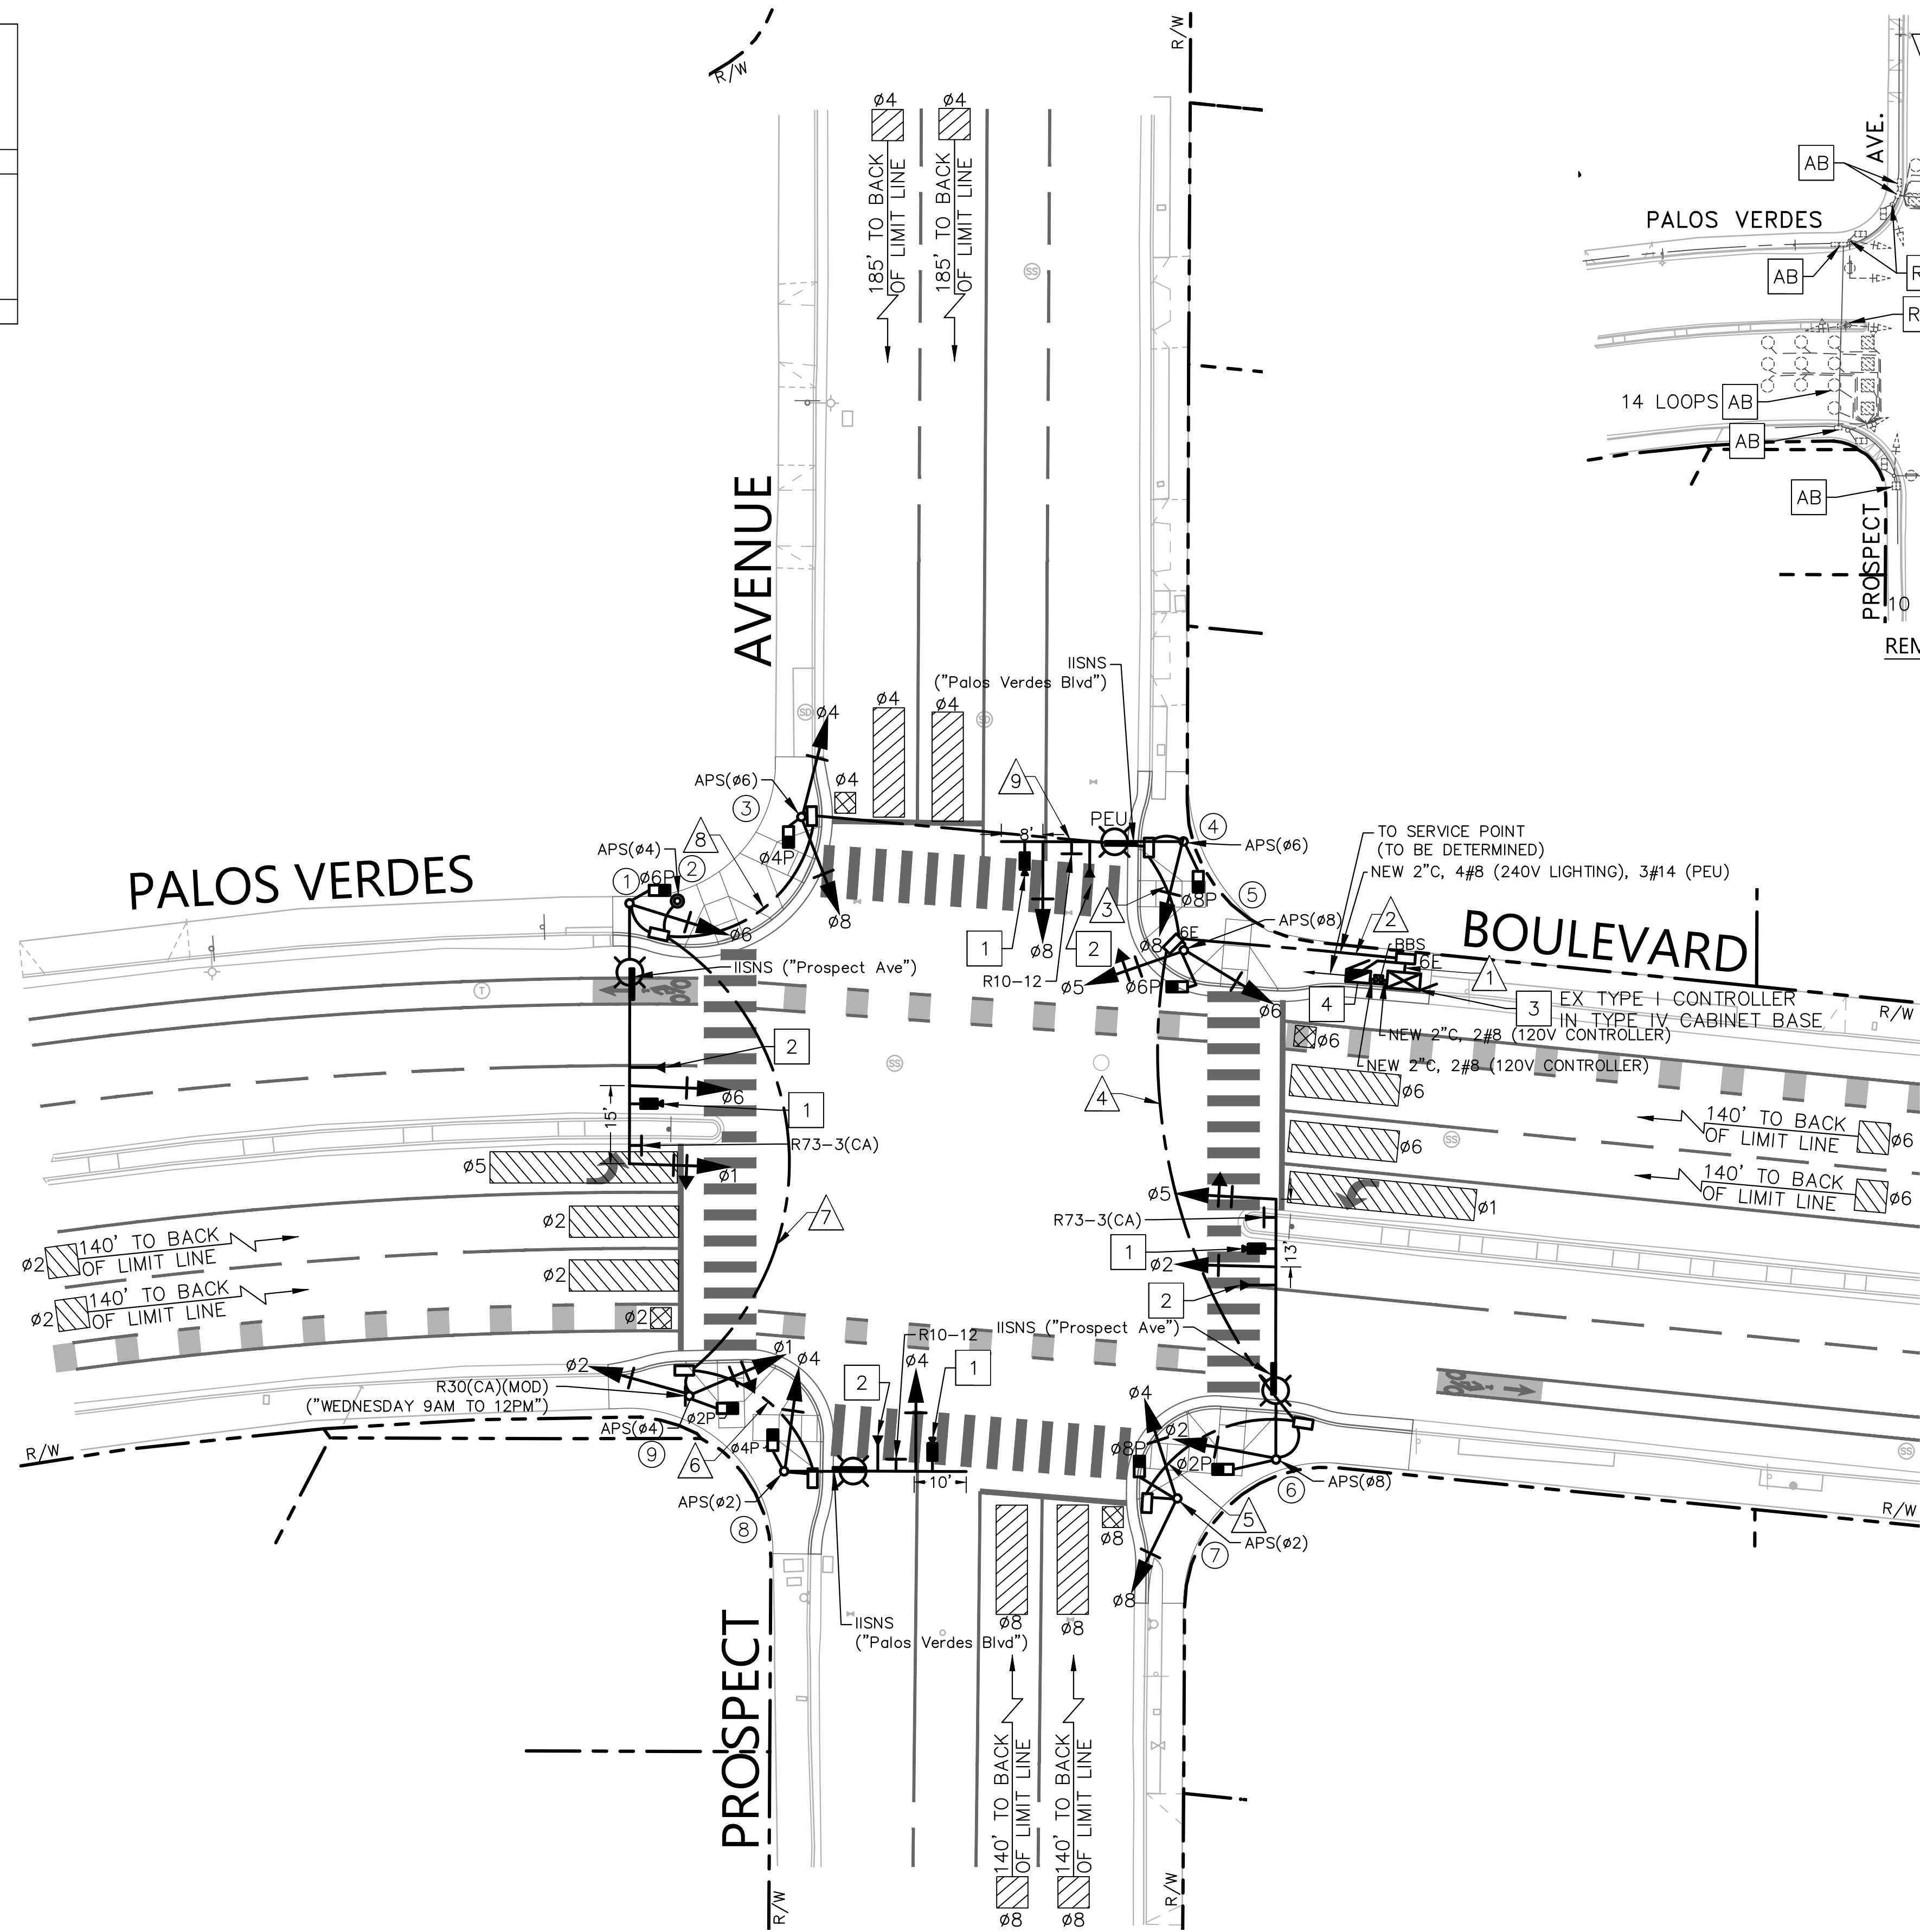 R/W
R/W
ø4
ø4
185' TO BACK
OF LIMIT LINE
185' TO BACK
OF LIMIT LINE
SS
AVENUE
AVE.
AB
PALOS VERDES
AB
R
R
14 LOOPS
AB
AB
AB
PROSPECT
10
REM
IISNS
("Palos Verdes Blvd")
ø4
ø4
SD
SD
ø4
APS(ø6)
3
ø4
9
8
PEU
8'
4
APS(ø6)
TO SERVICE POINT
(TO BE DETERMINED)
NEW 2"C, 4#8 (240V LIGHTING), 3#14 (PEU)
PALOS VERDES
APS(ø4)
ø4P
1
ø6P
2
ø8
ø6
5
ø8P
3
APS(ø8)
2
BOULEVARD
1
ø8
2
ø8
6E
BBS
6E
1
IISNS ("Prospect Ave")
R10-12
ø5
ø6P
ø6
4
3
EX TYPE I CONTROLLER
IN TYPE IV CABINET BASE
R/W
T
NEW 2"C, 2#8 (120V CONTROLLER)
NEW 2"C, 2#8 (120V CONTROLLER)
2
SS
ø6
ø6
ø6
15'
1
4
R73-3(CA)
140' TO BACK
OF LIMIT LINE
ø6
SS
ø6
ø5
ø1
140' TO BACK
OF LIMIT LINE
ø6
ø5
ø1
ø2
7
R73-3(CA)
140' TO BACK
OF LIMIT LINE
ø2
1
13'
ø2
ø2
140' TO BACK
OF LIMIT LINE
ø2
2
ø2
IISNS ("Prospect Ave")
R10-12
ø1
ø4
ø4
1
2
ø2
R30(CA)(MOD)
("WEDNESDAY 9AM TO 12PM")
ø2P
APS(ø4)
9
6
ø4P
ø4
ø2
ø8P
ø2P
SS
R/W
APS(ø2)
8
10'
APS(ø8)
6
5
R/W
ø8
APS(ø2)
7
ø8
IISNS
("Palos Verdes Blvd")
ø8
ø8
PROSPECT
140' TO BACK
OF LIMIT LINE
140' TO BACK
OF LIMIT LINE
R/W
R/W
ø8
ø8